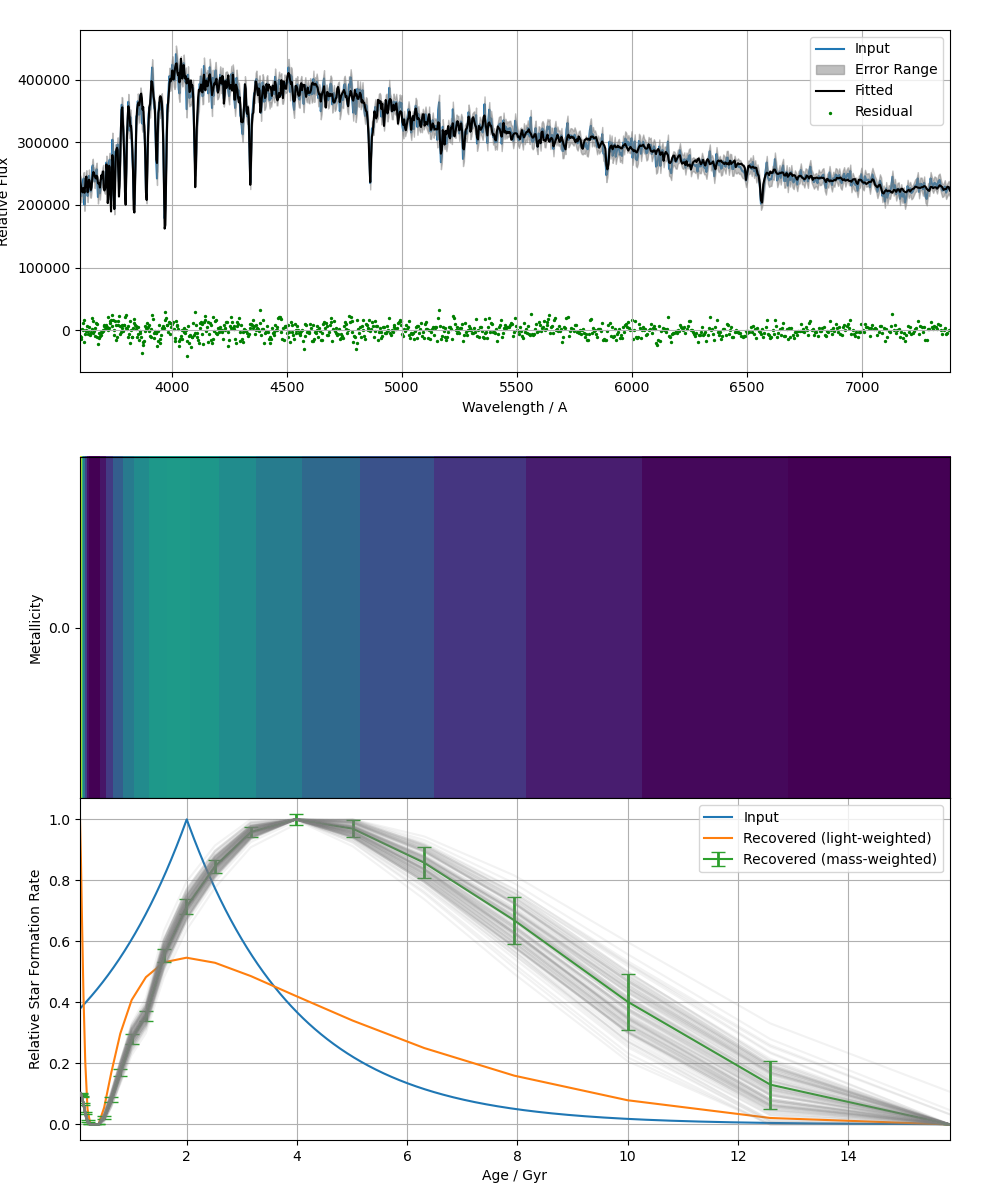 Input
Error Range
Fitted
Residual
400000
300000
200000
100000
0
Relative Flux
4000 4500 5000 5500 6000 6500 7000
Wavelength / A
Metallicity
0.0
Input
Recovered (light-weighted)
Recovered (mass-weighted)
1.0
0.8
0.6
0.4
0.2
0.0
Relative Star Formation Rate
2 4 6 8 10 12 14
Age / Gyr